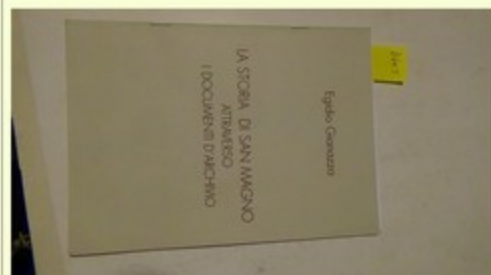 Egidio Gianazza
LA STORIA DI SAN MAGNO
ATTRAVERSO
I DOCUMENTI D'ARCHIVIO